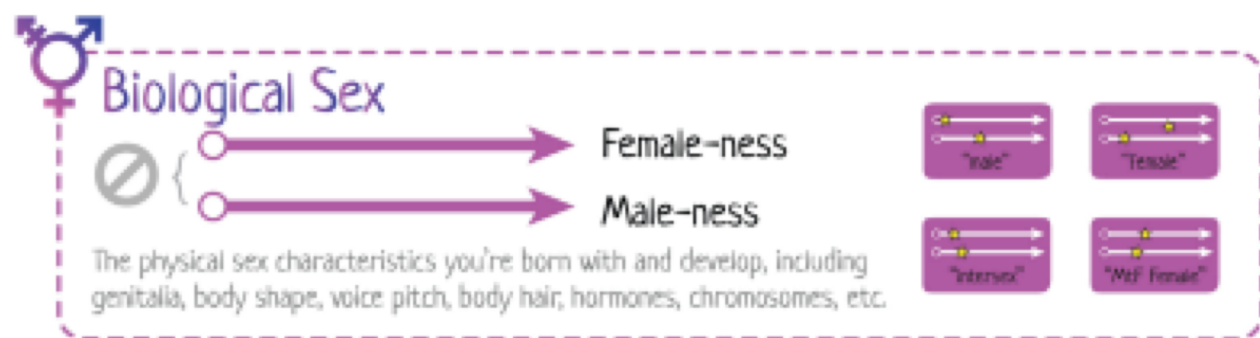 Biological Sex
Female-ness
Male-ness
The physical sex characteristics you're born with and develop, including
genitalia, body shape, voice pitch, body hair, hormones, chromosomes, etc.
"male"
"Female"
"Intersex"
"MtF Female"